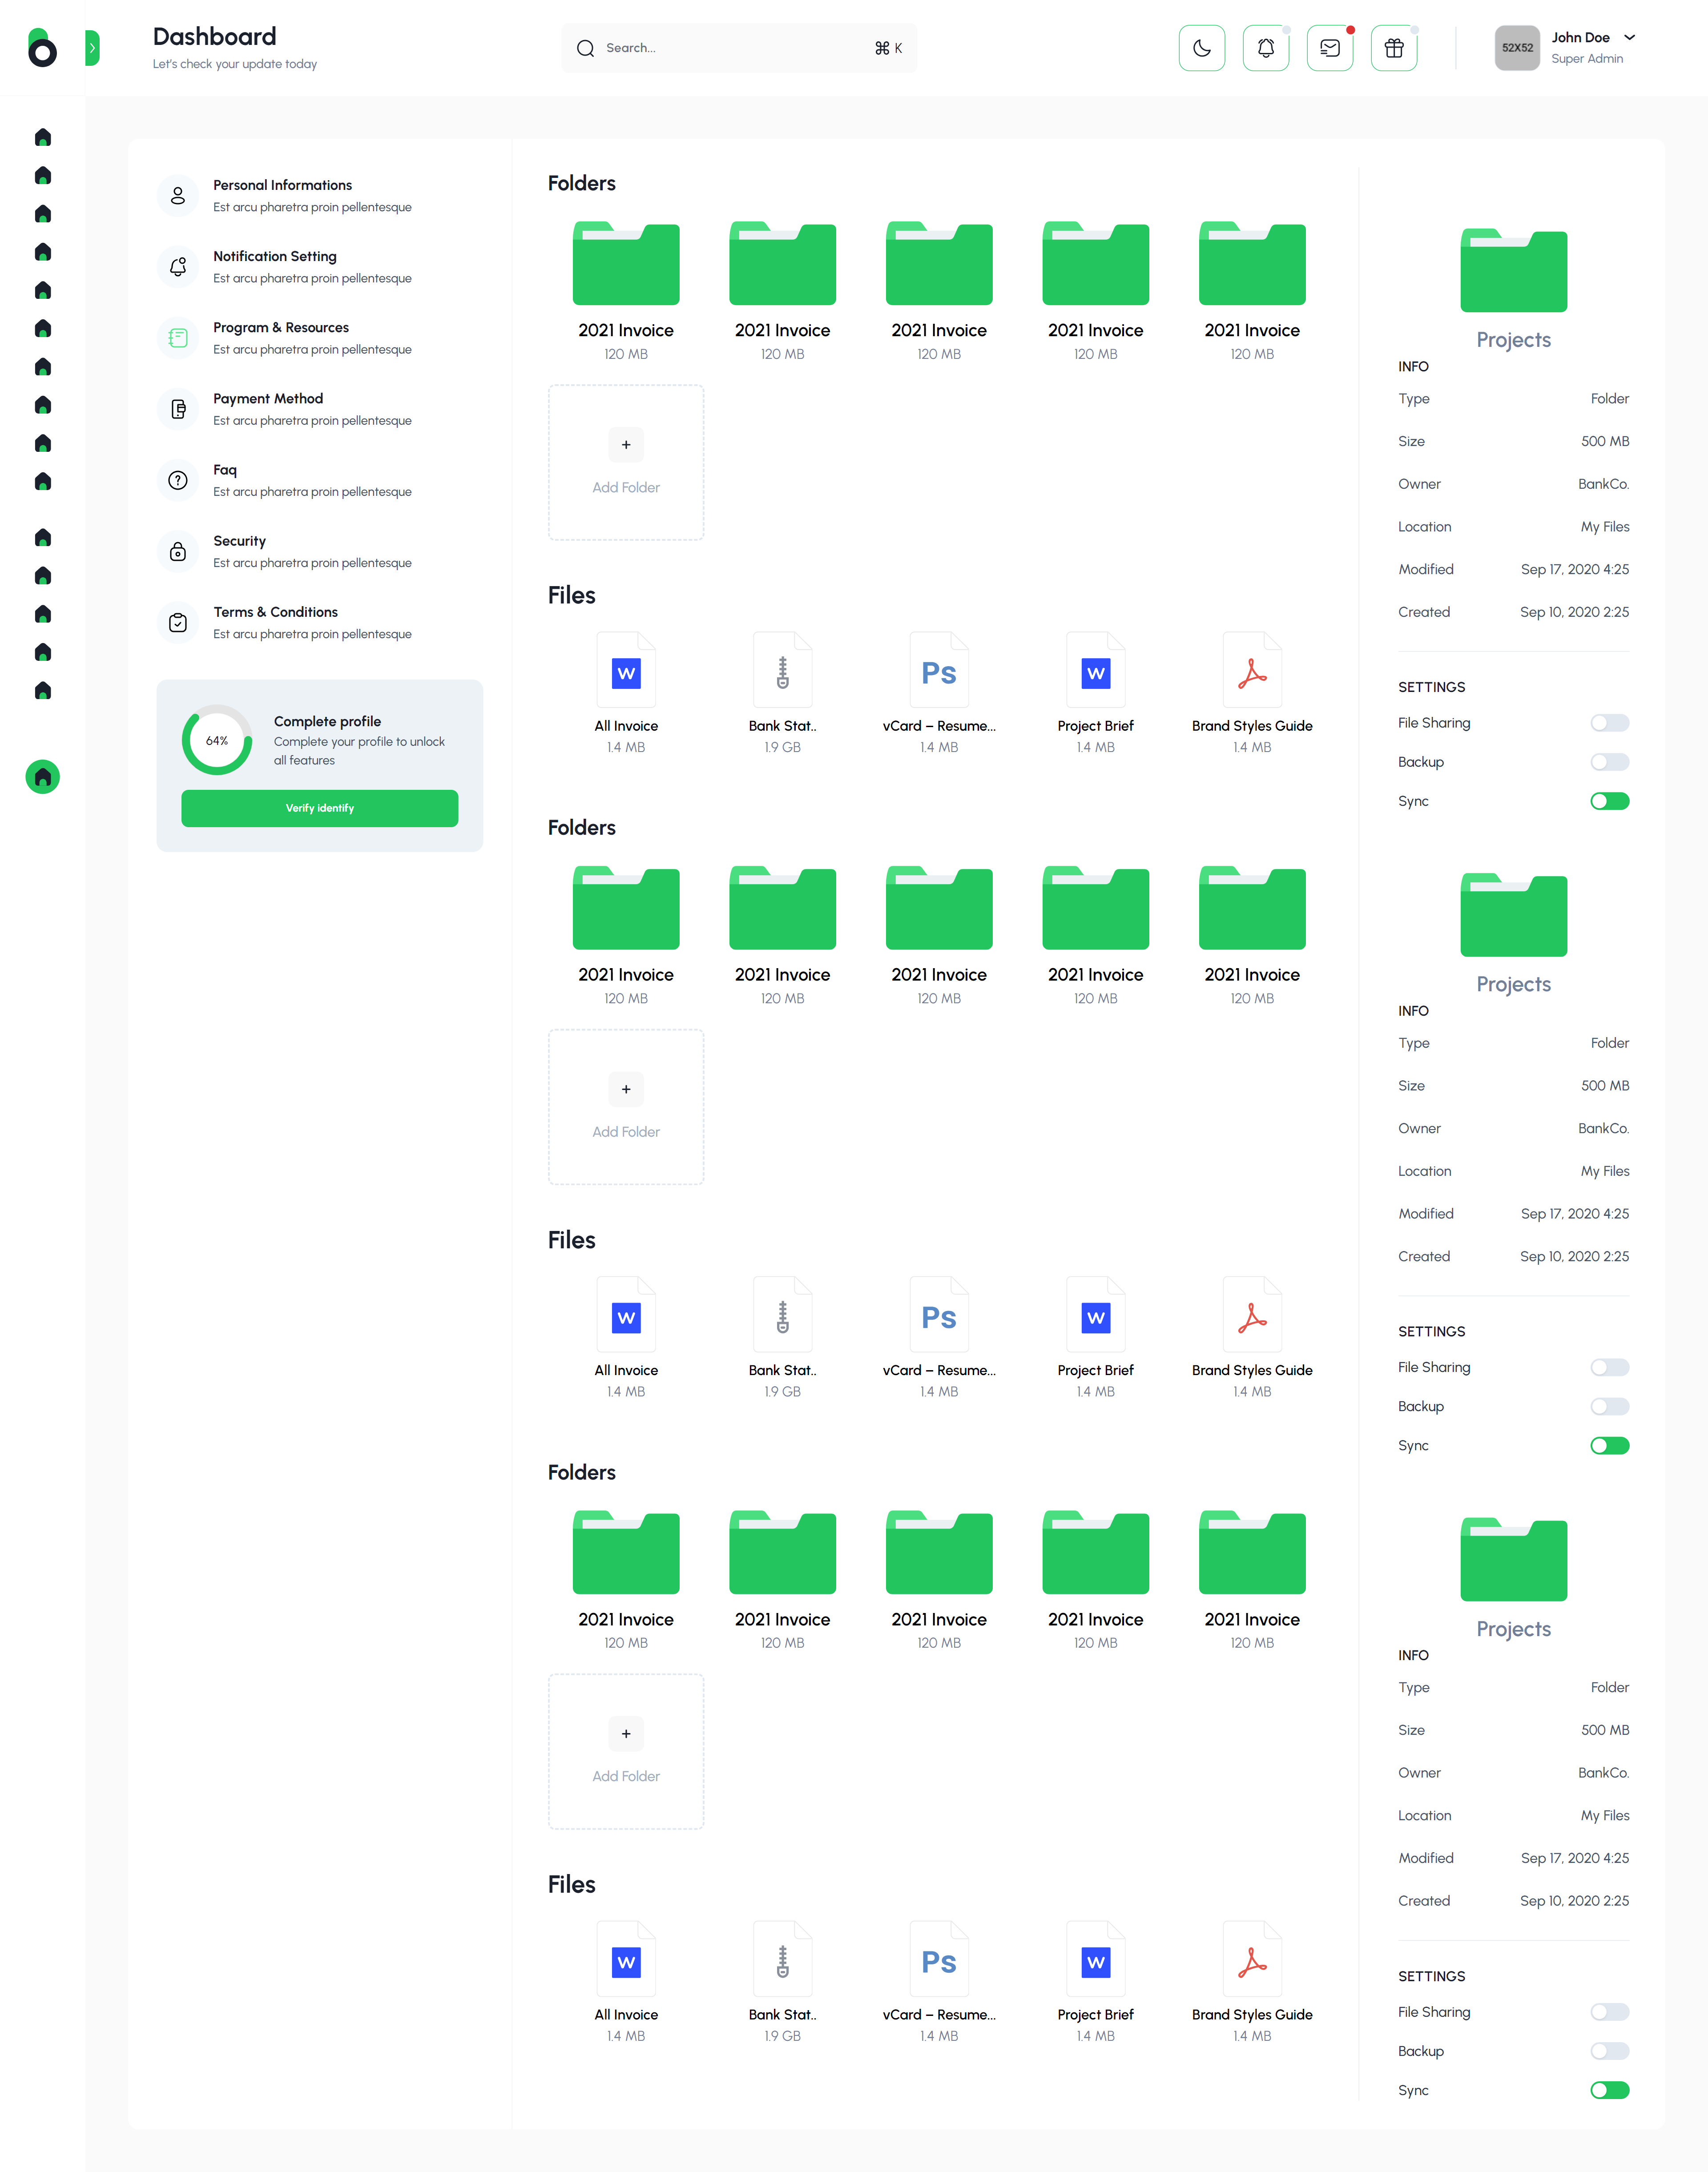 Dashboard
Let's check your update today
Search...
⌘ K
52X52
John Doe
Super Admin
Personal Informations
Est arcu pharetra proin pellentesque
Notification Setting
Est arcu pharetra proin pellentesque
Program & Resources
Est arcu pharetra proin pellentesque
Payment Method
Est arcu pharetra proin pellentesque
Faq
Est arcu pharetra proin pellentesque
Security
Est arcu pharetra proin pellentesque
Terms & Conditions
Est arcu pharetra proin pellentesque
64%
Complete profile
Complete your profile to unlock
all features
Verify identify
Folders
2021 Invoice 2021 Invoice 2021 Invoice 2021 Invoice 2021 Invoice
120 MB 120 MB 120 MB 120 MB 120 MB
+
Add Folder
Files
W Ps W
All Invoice Bank Stat.. vCard – Resume... Project Brief Brand Styles Guide
1.4 MB 1.9 GB 1.4 MB 1.4 MB 1.4 MB
Projects
INFO
Type Folder
Size 500 MB
Owner BankCo.
Location My Files
Modified Sep 17, 2020 4:25
Created Sep 10, 2020 2:25
SETTINGS
File Sharing
Backup
Sync
Folders
2021 Invoice 2021 Invoice 2021 Invoice 2021 Invoice 2021 Invoice
120 MB 120 MB 120 MB 120 MB 120 MB
+
Add Folder
Files
W Ps W
All Invoice Bank Stat.. vCard – Resume... Project Brief Brand Styles Guide
1.4 MB 1.9 GB 1.4 MB 1.4 MB 1.4 MB
Projects
INFO
Type Folder
Size 500 MB
Owner BankCo.
Location My Files
Modified Sep 17, 2020 4:25
Created Sep 10, 2020 2:25
SETTINGS
File Sharing
Backup
Sync
Folders
2021 Invoice 2021 Invoice 2021 Invoice 2021 Invoice 2021 Invoice
120 MB 120 MB 120 MB 120 MB 120 MB
+
Add Folder
Files
W Ps W
All Invoice Bank Stat.. vCard – Resume... Project Brief Brand Styles Guide
1.4 MB 1.9 GB 1.4 MB 1.4 MB 1.4 MB
Projects
INFO
Type Folder
Size 500 MB
Owner BankCo.
Location My Files
Modified Sep 17, 2020 4:25
Created Sep 10, 2020 2:25
SETTINGS
File Sharing
Backup
Sync